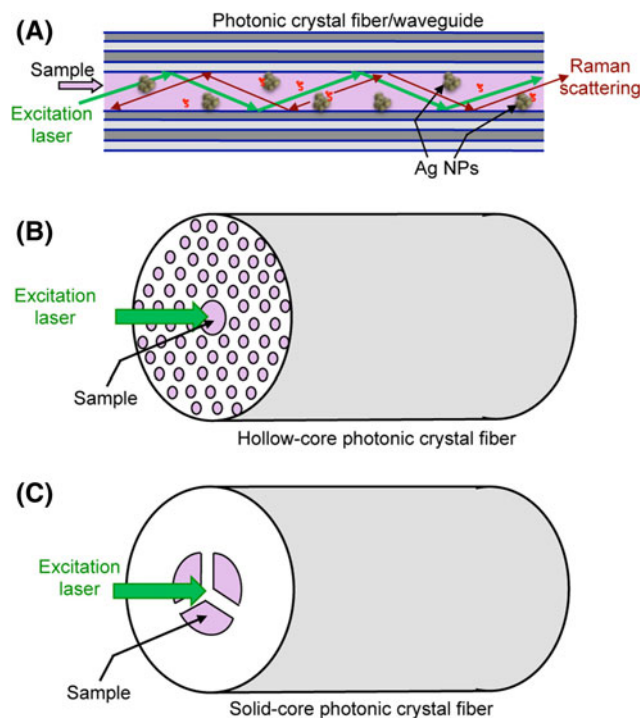 (A)
Photonic crystal fiber/waveguide
Sample
Excitation
laser
Raman
scattering
Ag NPs
(B)
Excitation
laser
Sample
Hollow-core photonic crystal fiber
(C)
Excitation
laser
Sample
Solid-core photonic crystal fiber